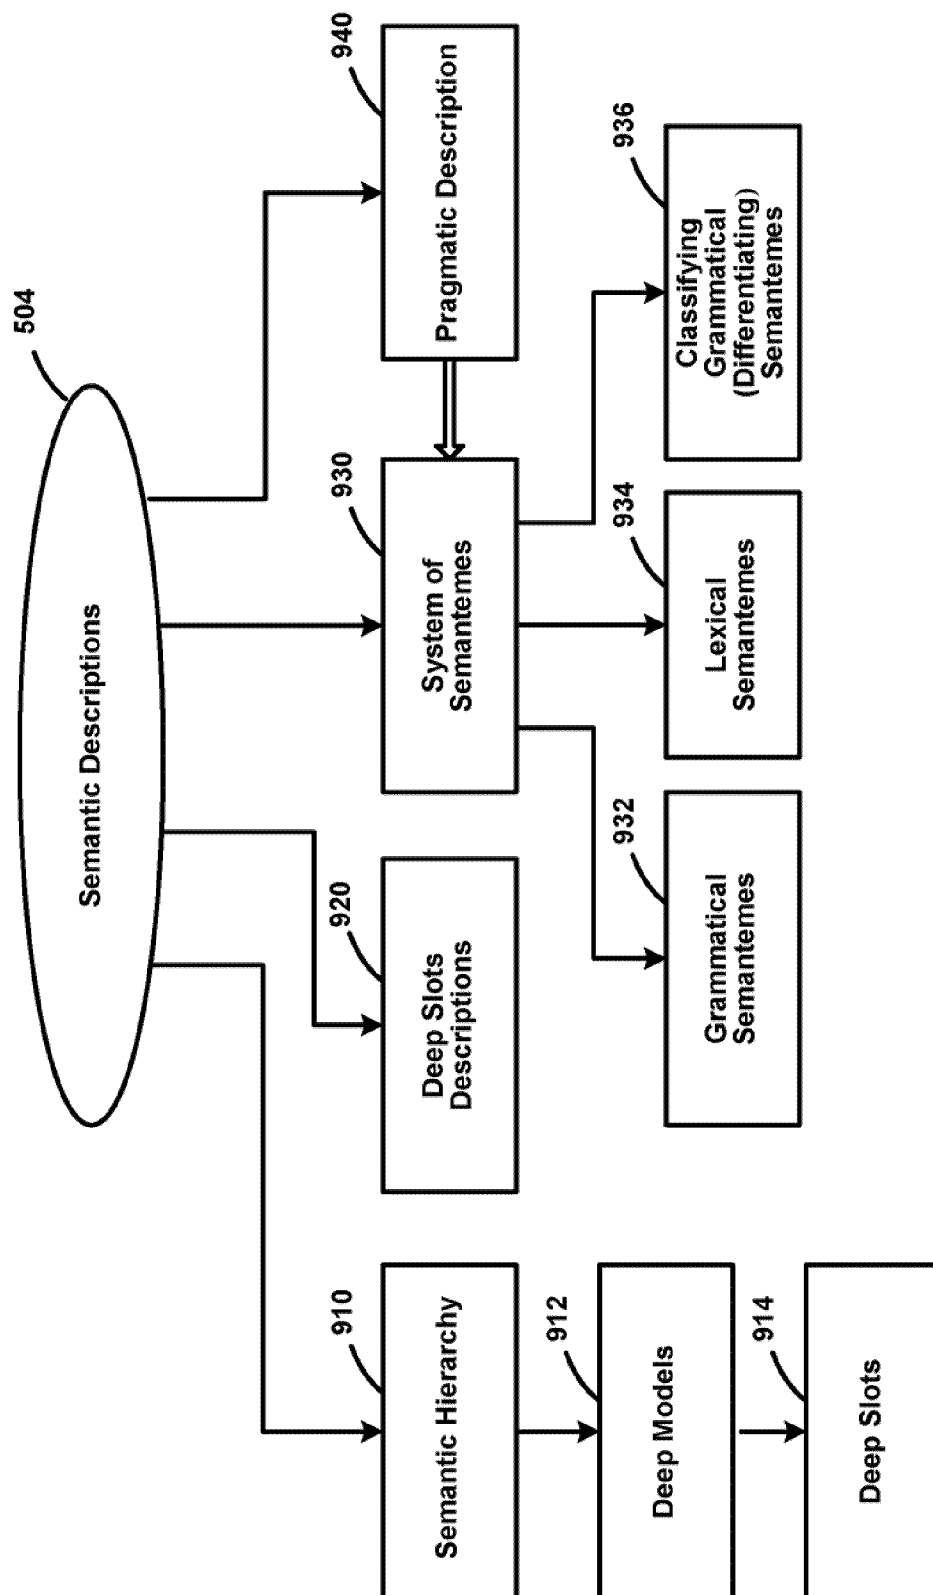 504
Semantic Descriptions
910
Semantic Hierarchy
920
Deep Slots
Descriptions
930
System of
Semantemes
940
Pragmatic Description
912
Deep Models
932
Grammatical
Semantemes
934
Lexical
Semantemes
936
Classifying
Grammatical
(Differentiating)
Semantemes
914
Deep Slots